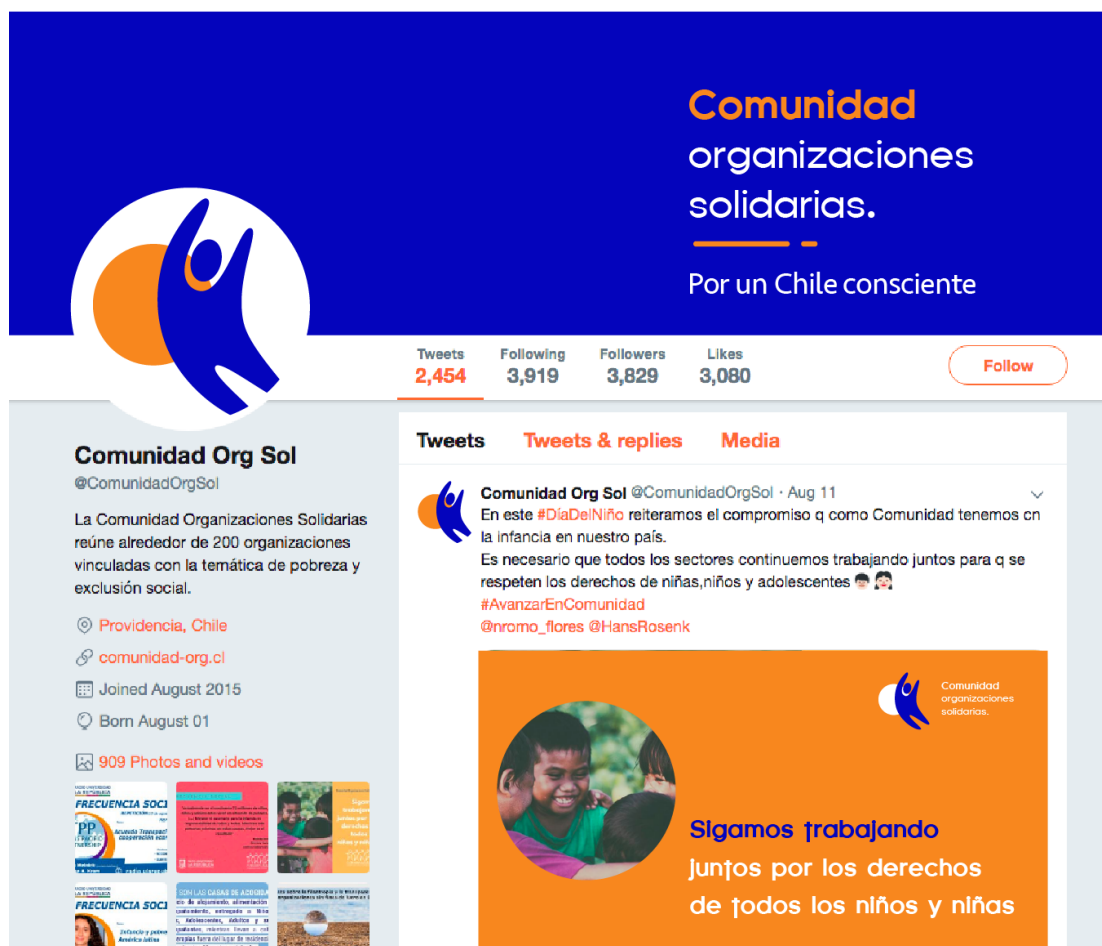 Comunidad
organizaciones
solidarias.
Por un Chile consciente
Tweets
2,454
Following
3,919
Followers
3,829
Likes
3,080
Follow
Comunidad Org Sol
@ComunidadOrgSol
La Comunidad Organizaciones Solidarias
reúne alrededor de 200 organizaciones
vinculadas con la temática de pobreza y
exclusión social.
Providencia, Chile
comunidad-org.cl
Joined August 2015
Born August 01
909 Photos and videos
FRECUENCIA SOCI
FRECUENCIA SOCI
SON LAS CASAS DE ACOGIDA
Tweets Tweets & replies Media
Comunidad Org Sol @ComunidadOrgSol · Aug 11
En este #DíaDelNiño reiteramos el compromiso q como Comunidad tenemos cn
la infancia en nuestro país.
Es necesario que todos los sectores continuemos trabajando juntos para q se
respeten los derechos de niñas,niños y adolescentes
#AvanzarEnComunidad
@nromo_flores @HansRosenk
Comunidad
organizaciones
solidarias.
Sigamos trabajando
juntos por los derechos
de todos los niños y niñas